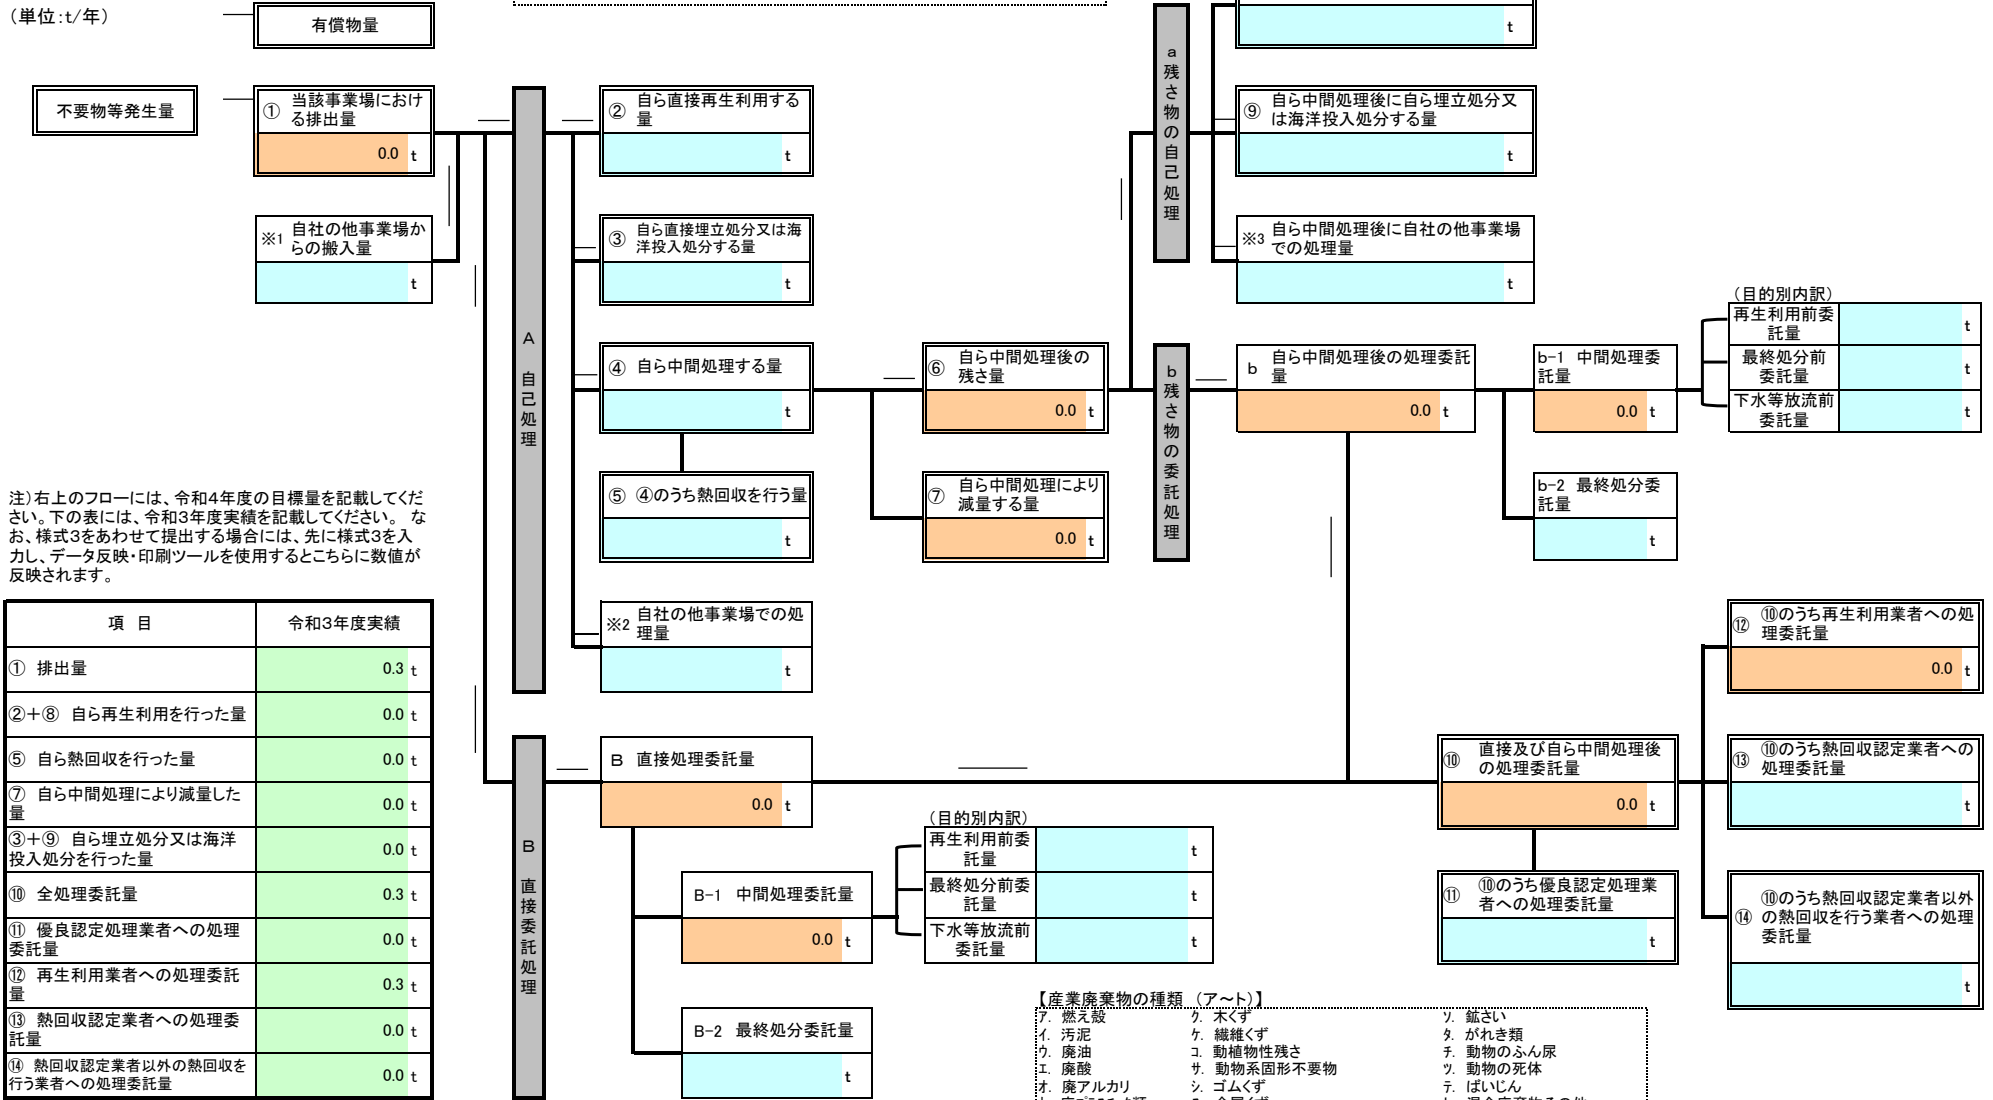 （単位:t/年）
有償物量
不要物等発生量
① 当該事業場におけ
る排出量
0.0 t
※1 自社の他事業場か
らの搬入量
t
A 自己処理
② 自ら直接再生利用する
量
t
③ 自ら直接埋立処分又は海
洋投入処分する量
t
④ 自ら中間処理する量
t
⑤ ④のうち熱回収を行う量
t
※2 自社の他事業場での処
理量
t
⑥ 自ら中間処理後の
残さ量
0.0 t
⑦ 自ら中間処理により
減量する量
0.0 t
a 残さ物の自己処理
t
⑨ 自ら中間処理後に自ら埋立処分又
は海洋投入処分する量
t
※3 自ら中間処理後に自社の他事業場
での処理量
t
b 残さ物の委託処理
b 自ら中間処理後の処理委託
量
0.0 t
b-1 中間処理委
託量
0.0 t
b-2 最終処分委
託量
t
（目的別内訳）
再生利用前委
託量
t
最終処分前
委託量
t
下水等放流前
委託量
t
注）右上のフローには、令和４年度の目標量を記載してくだ
さい。下の表には、令和３年度実績を記載してください。 な
お、様式３をあわせて提出する場合には、先に様式３を入
力し、データ反映・印刷ツールを使用するとこちらに数値が
反映されます。
項 目 令和３年度実績
① 排出量 0.3 t
②＋⑧ 自ら再生利用を行った量 0.0 t
⑤ 自ら熱回収を行った量 0.0 t
⑦ 自ら中間処理により減量した
量 0.0 t
③＋⑨ 自ら埋立処分又は海洋
投入処分を行った量 0.0 t
⑩ 全処理委託量 0.3 t
⑪ 優良認定処理業者への処理
委託量 0.0 t
⑫ 再生利用業者への処理委託
量 0.3 t
⑬ 熱回収認定業者への処理委
託量 0.0 t
⑭ 熱回収認定業者以外の熱回収を
行う業者への処理委託量 0.0 t
B 直接委託処理
B 直接処理委託量
0.0 t
B-1 中間処理委託量
0.0 t
B-2 最終処分委託量
t
（目的別内訳）
再生利用前委
託量
t
最終処分前委
託量
t
下水等放流前
委託量
t
⑩ 直接及び自ら中間処理後
の処理委託量
0.0 t
⑪ ⑩のうち優良認定処理業
者への処理委託量
t
⑫ ⑩のうち再生利用業者への処
理委託量
0.0 t
⑬ ⑩のうち熱回収認定業者への
処理委託量
t
⑭ ⑩のうち熱回収認定業者以外
の熱回収を行う業者への処理
委託量
t
【産業廃棄物の種類 （ア～ト）】
ア. 燃え殻 ク. 木くず ソ. 鉱さい
イ. 汚泥 ケ. 繊維くず タ. がれき類
ウ. 廃油 コ. 動植物性残さ チ. 動物のふん尿
エ. 廃酸 サ. 動物系固形不要物 ツ. 動物の死体
オ. 廃アルカリ シ. ゴムくず テ. ばいじん